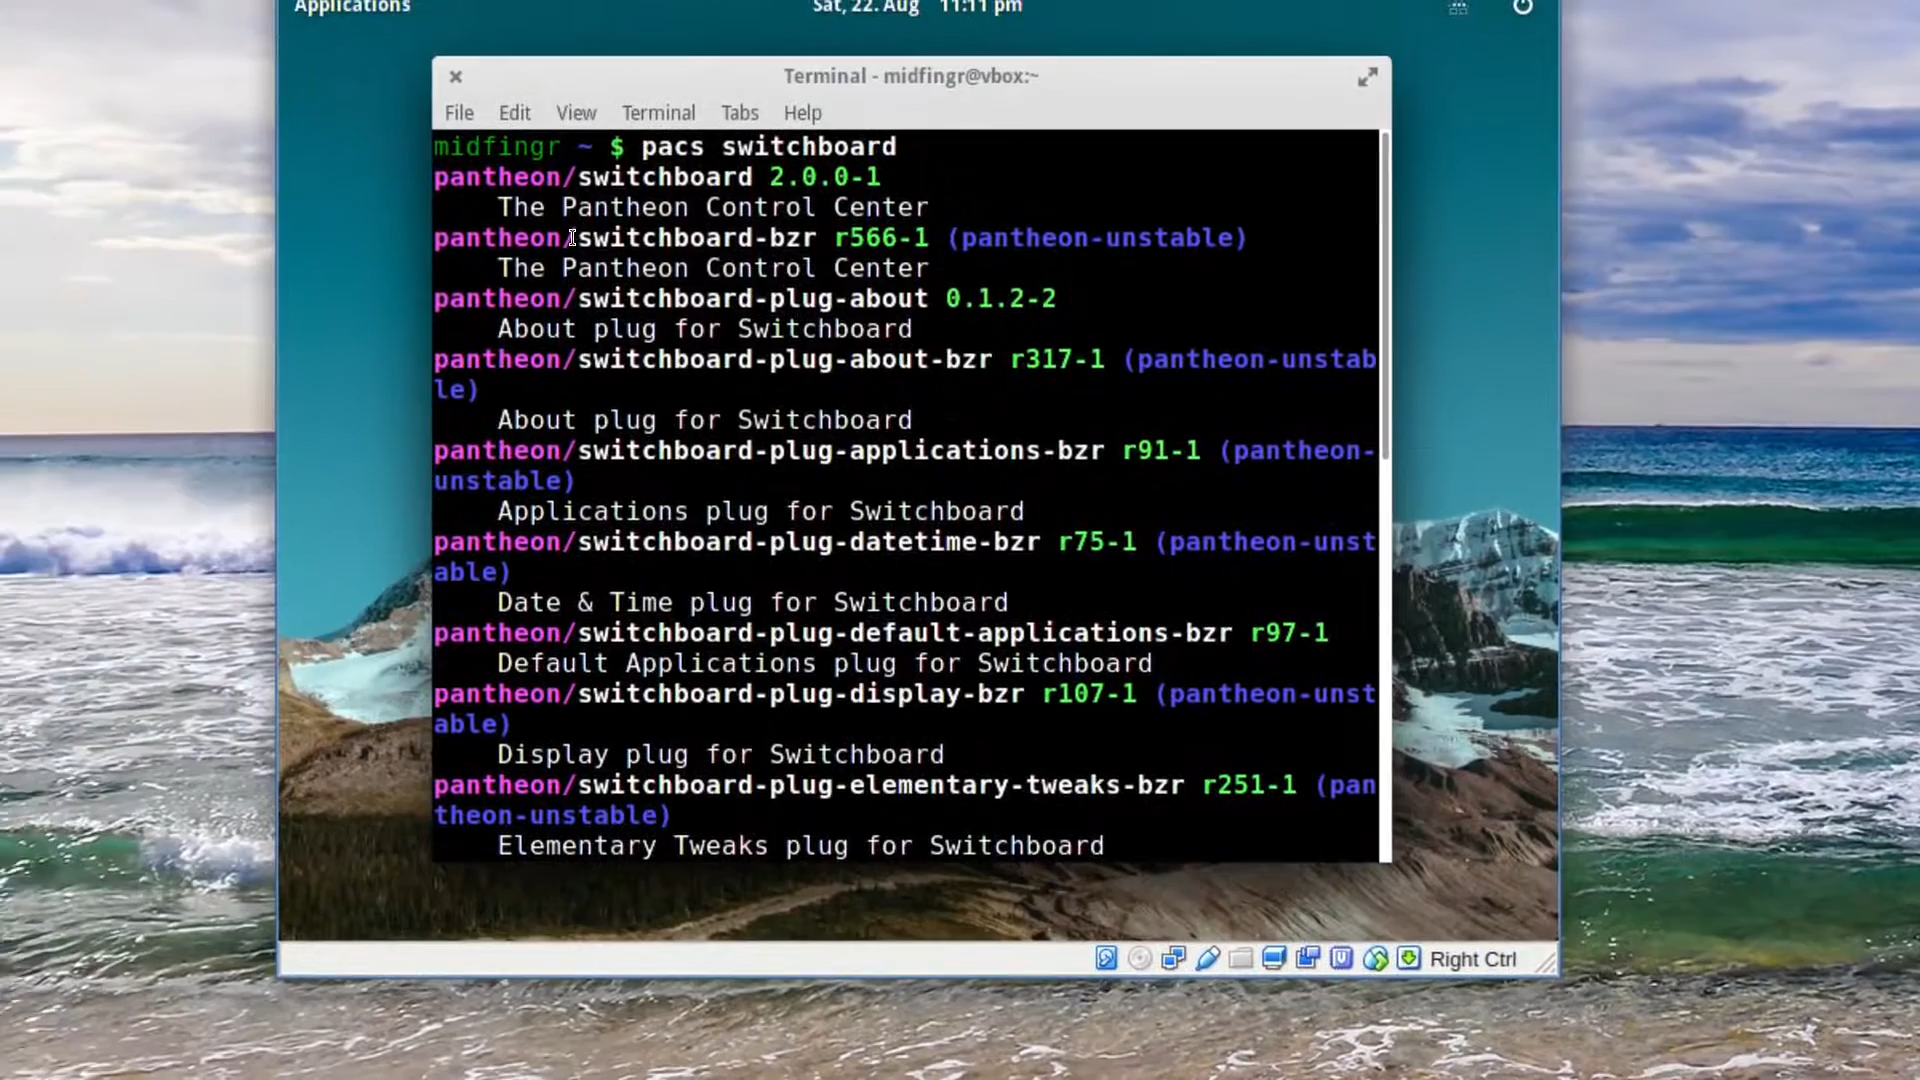 Applications Sat, 22. Aug 11:11 pm
Terminal - midfingr@vbox:~
File Edit View Terminal Tabs Help
midfingr ~ $ pacs switchboard
pantheon/switchboard 2.0.0-1
The Pantheon Control Center
pantheon/switchboard-bzr r566-1 (pantheon-unstable)
The Pantheon Control Center
pantheon/switchboard-plug-about 0.1.2-2
About plug for Switchboard
pantheon/switchboard-plug-about-bzr r317-1 (pantheon-unstab
le)
About plug for Switchboard
pantheon/switchboard-plug-applications-bzr r91-1 (pantheon-
unstable)
Applications plug for Switchboard
pantheon/switchboard-plug-datetime-bzr r75-1 (pantheon-unst
able)
Date & Time plug for Switchboard
pantheon/switchboard-plug-default-applications-bzr r97-1
Default Applications plug for Switchboard
pantheon/switchboard-plug-display-bzr r107-1 (pantheon-unst
able)
Display plug for Switchboard
pantheon/switchboard-plug-elementary-tweaks-bzr r251-1 (pan
theon-unstable)
Elementary Tweaks plug for Switchboard
Right Ctrl